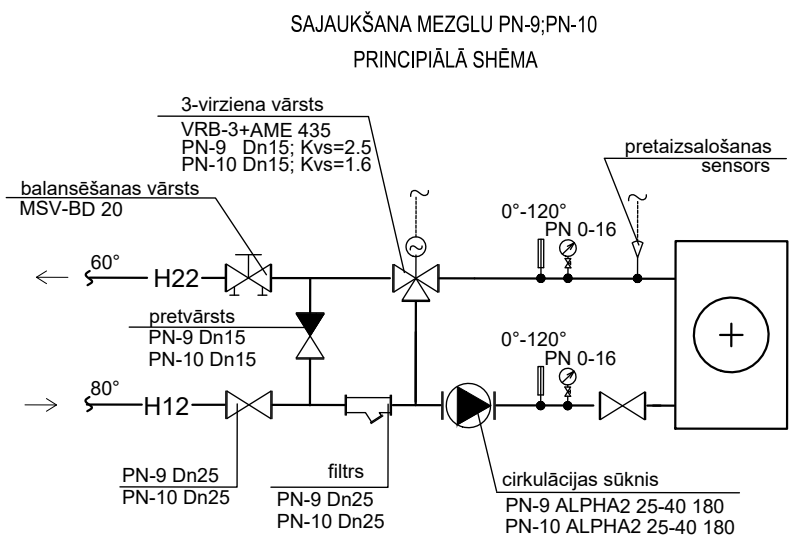 SAJAUKŠANA MEZGLU PN-9;PN-10
PRINCIPIĀLĀ SHĒMA
3-virziena vārsts
VRB-3+AME 435
PN-9 Dn15; Kvs=2.5
PN-10 Dn15; Kvs=1.6
pretaizsalošanas
sensors
balansēšanas vārsts
MSV-BD 20
0°-120°
PN 0-16
60°
H22
pretvārsts
PN-9 Dn15
PN-10 Dn15
0°-120°
PN 0-16
80°
H12
PN-9 Dn25
PN-10 Dn25
filtrs
PN-9 Dn25
PN-10 Dn25
cirkulācijas sūknis
PN-9 ALPHA2 25-40 180
PN-10 ALPHA2 25-40 180